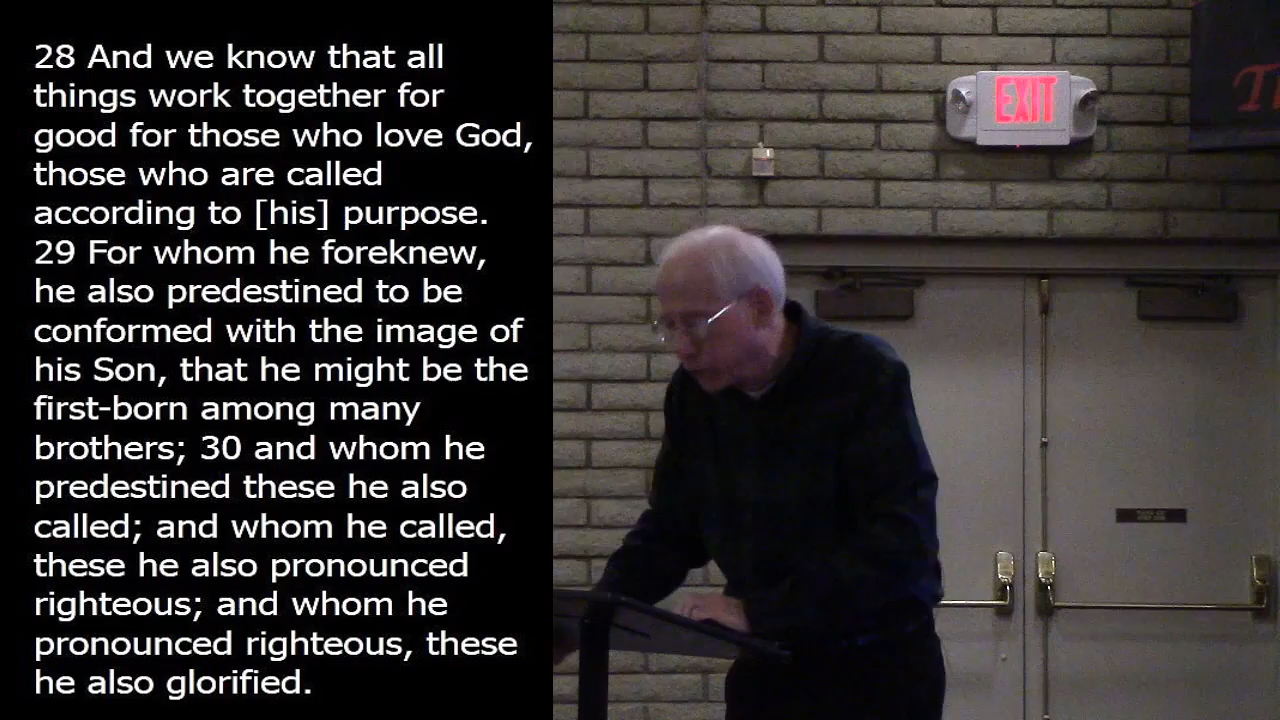 28 And we know that all
things work together for
good for those who love God,
those who are called
according to [his] purpose.
29 For whom he foreknew,
he also predestined to be
conformed with the image of
his Son, that he might be the
first-born among many
brothers; 30 and whom he
predestined these he also
called; and whom he called,
these he also pronounced
righteous; and whom he
pronounced righteous, these
he also glorified.
EXIT